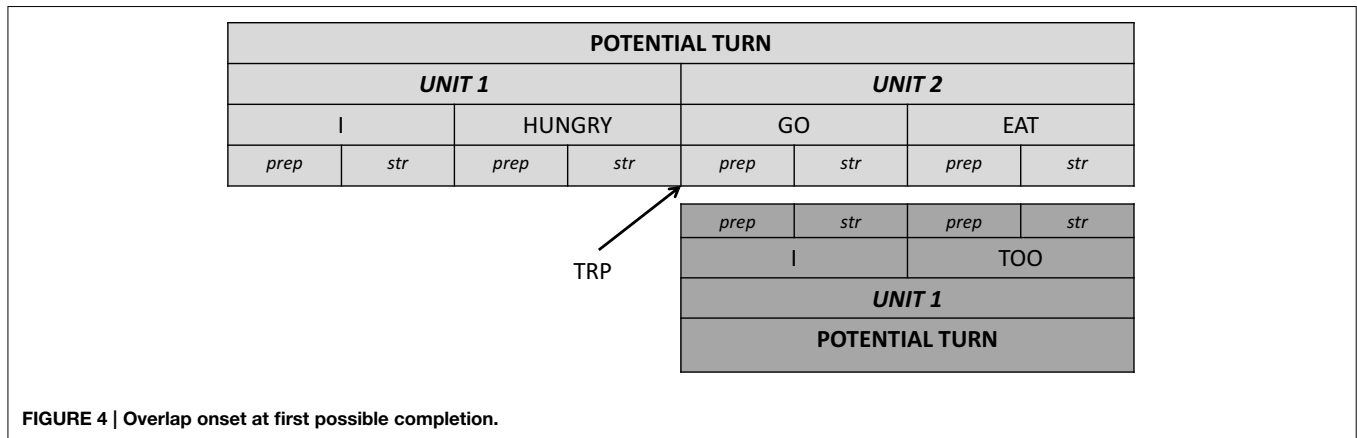 POTENTIAL TURN
UNIT 1 UNIT 2
I HUNGRY GO EAT
prep str prep str prep str prep str
prep str prep str
TRP
I TOO
UNIT 1
POTENTIAL TURN
FIGURE 4 | Overlap onset at first possible completion.